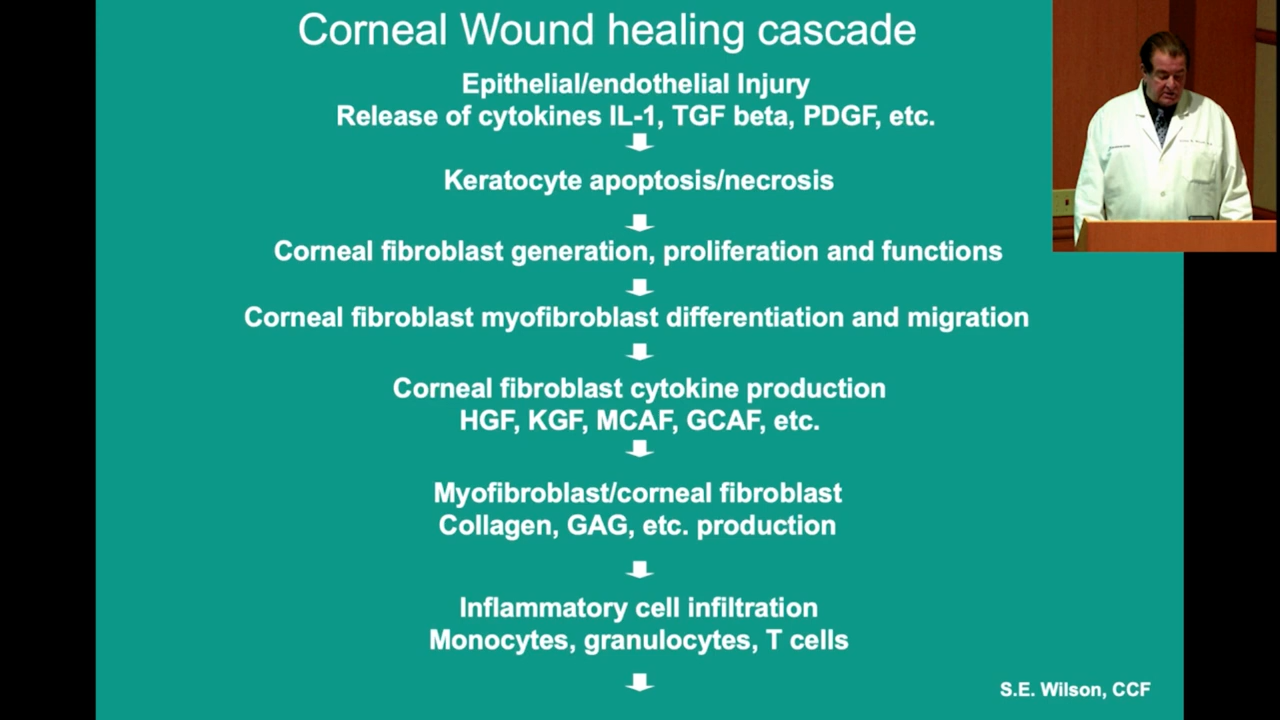 Corneal Wound healing cascade
Epithelial/endothelial Injury
Release of cytokines IL-1, TGF beta, PDGF, etc.
Keratocyte apoptosis/necrosis
Corneal fibroblast generation, proliferation and functions
Corneal fibroblast myofibroblast differentiation and migration
Corneal fibroblast cytokine production
HGF, KGF, MCAF, GCAF, etc.
Myofibroblast/corneal fibroblast
Collagen, GAG, etc. production
Inflammatory cell infiltration
Monocytes, granulocytes, T cells
S.E. Wilson, CCF